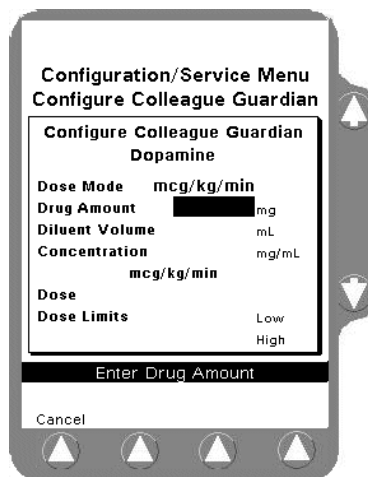 Configuration/Service Menu
Configure Colleague Guardian
Configure Colleague Guardian
Dopamine
Dose Mode mcg/kg/min
Drug Amount mg
Diluent Volume mL
Concentration mg/mL
mcg/kg/min
Dose
Dose Limits Low
High
Enter Drug Amount
Cancel